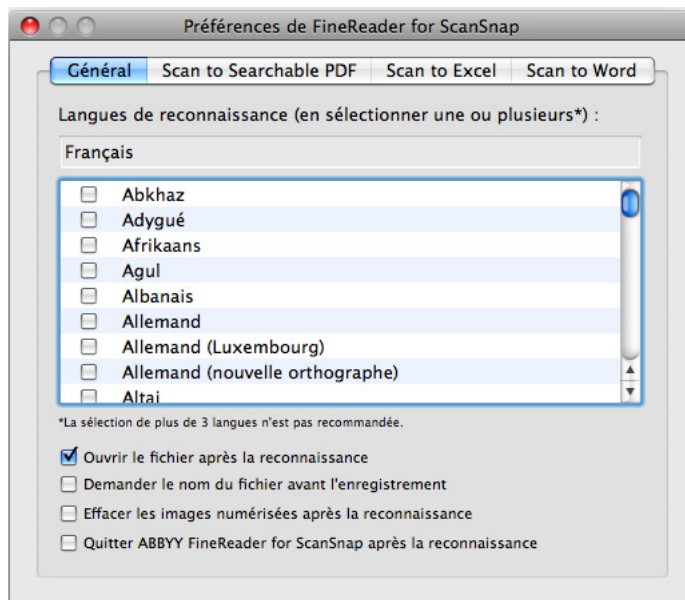 Préférences de FineReader for ScanSnap
Général Scan to Searchable PDF Scan to Excel Scan to Word
Langues de reconnaissance (en sélectionner une ou plusieurs*) :
Français
Abkhaz
Adygué
Afrikaans
Agul
Albanais
Allemand
Allemand (Luxembourg)
Allemand (nouvelle orthographe)
Altai
*La sélection de plus de 3 langues n'est pas recommandée.
Ouvrir le fichier après la reconnaissance
Demander le nom du fichier avant l'enregistrement
Effacer les images numérisées après la reconnaissance
Quitter ABBYY FineReader for ScanSnap après la reconnaissance